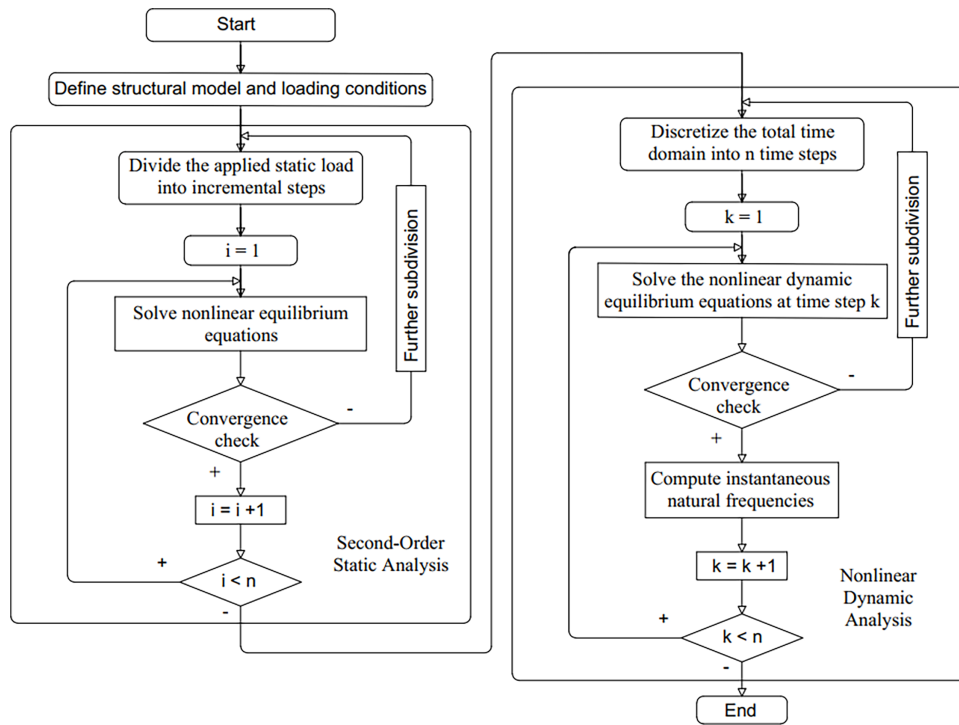 Start
Define structural model and loading conditions
Divide the applied static load
into incremental steps
i = 1
Solve nonlinear equilibrium
equations
Further subdivision
Convergence
check
-
+
i = i +1
i < n
+
-
Second-Order
Static Analysis
Discretize the total time
domain into n time steps
k = 1
Solve the nonlinear dynamic
equilibrium equations at time step k
Further subdivision
Convergence
check
-
+
Compute instantaneous
natural frequencies
k = k +1
k < n
+
-
Nonlinear
Dynamic
Analysis
End